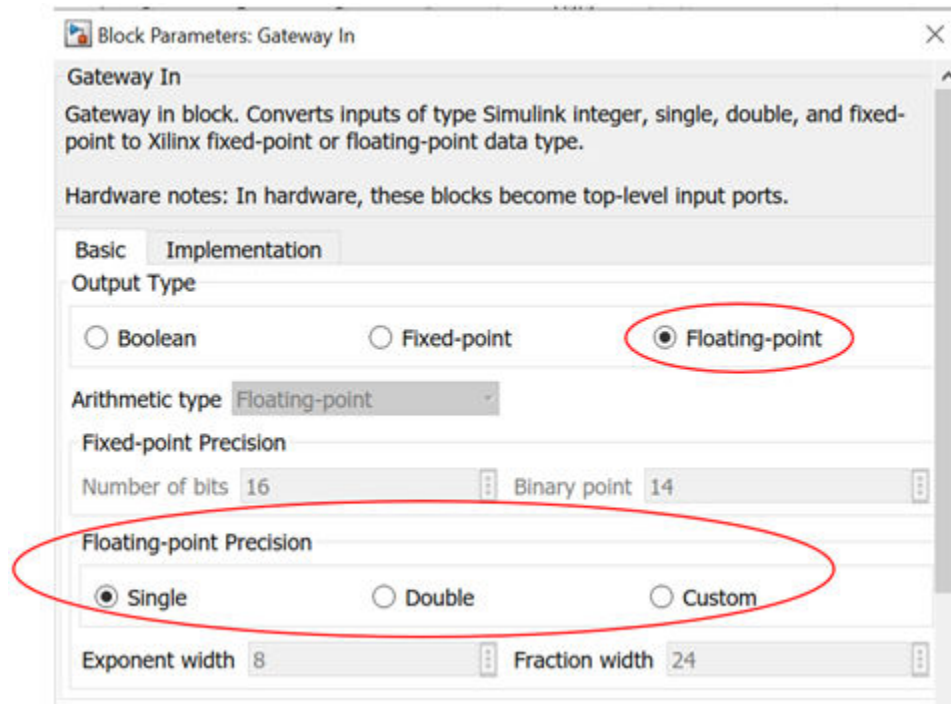 Block Parameters: Gateway In
Gateway In
Gateway in block. Converts inputs of type Simulink integer, single, double, and fixed-
point to Xilinx fixed-point or floating-point data type.
Hardware notes: In hardware, these blocks become top-level input ports.
Basic Implementation
Output Type
Boolean Fixed-point Floating-point
Arithmetic type Floating-point
Fixed-point Precision
Number of bits 16 Binary point 14
Floating-point Precision
Single Double Custom
Exponent width 8 Fraction width 24